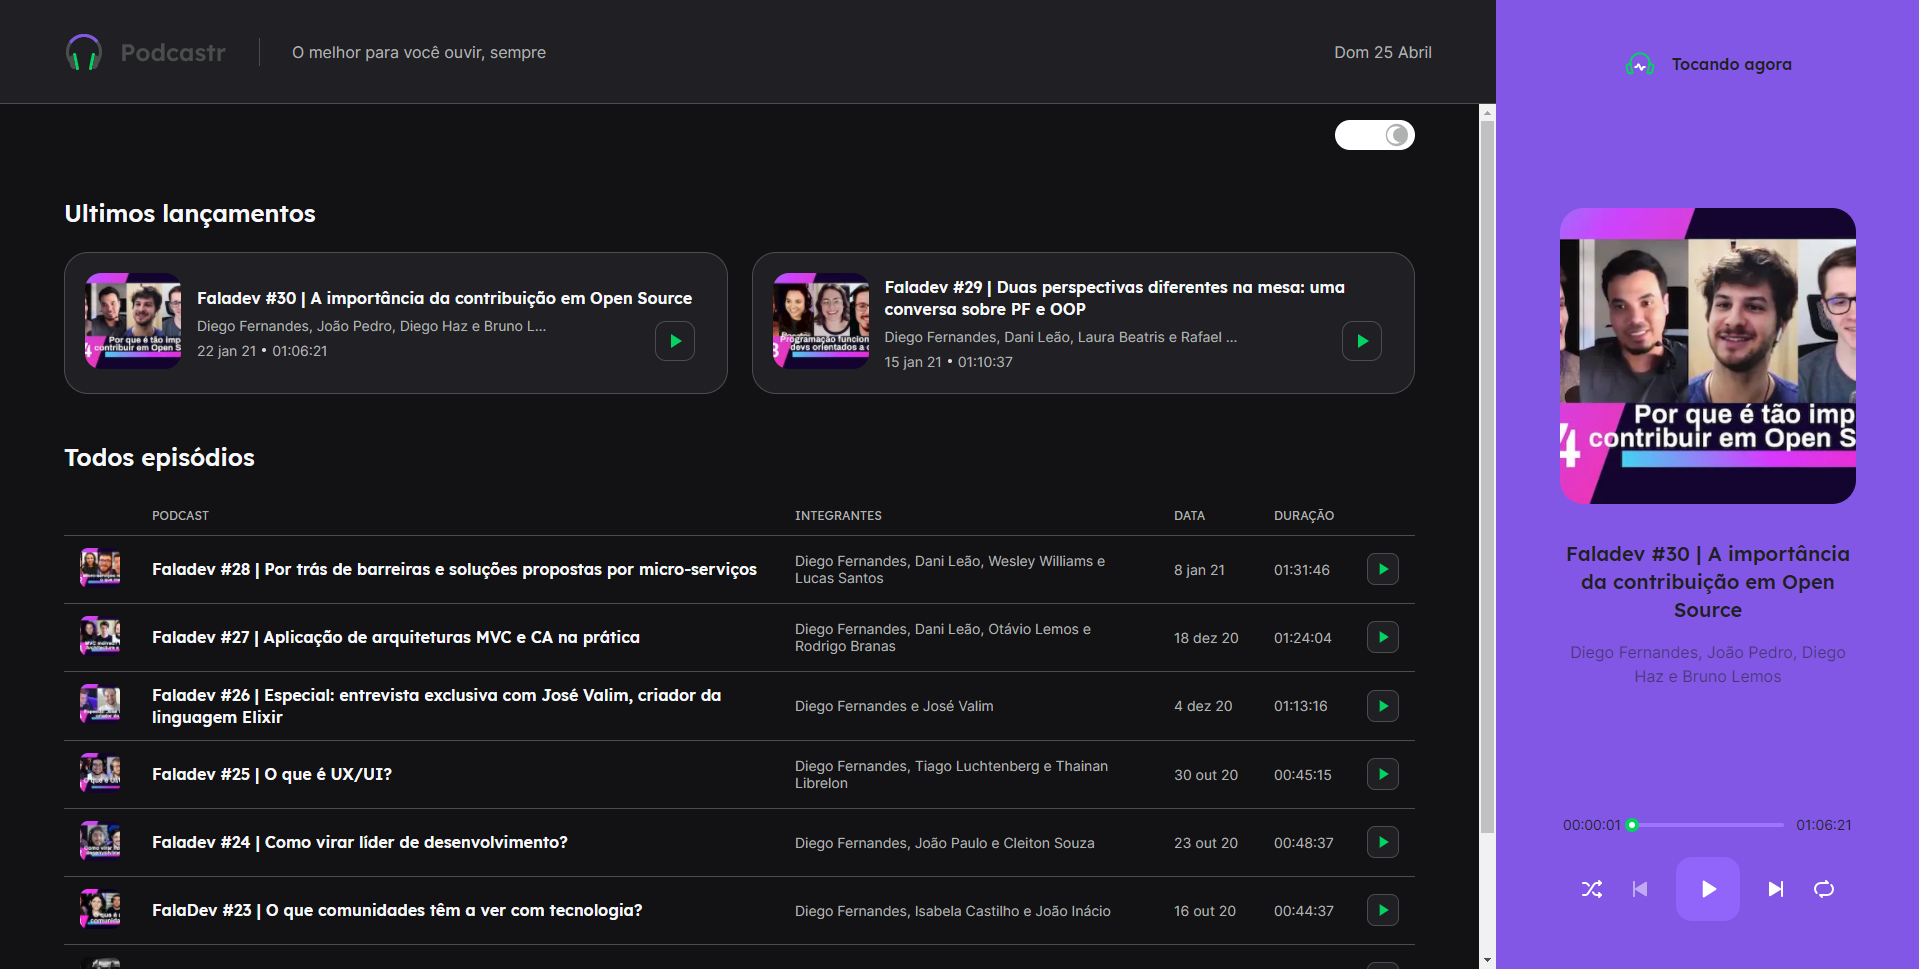 Podcastr
O melhor para você ouvir, sempre
Dom 25 Abril
Ultimos lançamentos
Por que é tão imp
contribuir em Open S
Faladev #30 | A importância da contribuição em Open Source
Diego Fernandes, João Pedro, Diego Haz e Bruno L...
22 jan 21 • 01:06:21
Programação funcion
devs orientados a o
Faladev #29 | Duas perspectivas diferentes na mesa: uma
conversa sobre PF e OOP
Diego Fernandes, Dani Leão, Laura Beatris e Rafael ...
15 jan 21 • 01:10:37
Todos episódios
PODCAST INTEGRANTES DATA DURAÇÃO
Faladev #28 | Por trás de barreiras e soluções propostas por micro-serviços
Diego Fernandes, Dani Leão, Wesley Williams e
Lucas Santos
8 jan 21
01:31:46
Faladev #27 | Aplicação de arquiteturas MVC e CA na prática
Diego Fernandes, Dani Leão, Otávio Lemos e
Rodrigo Branas
18 dez 20
01:24:04
Faladev #26 | Especial: entrevista exclusiva com José Valim, criador da
linguagem Elixir
Diego Fernandes e José Valim
4 dez 20
01:13:16
Faladev #25 | O que é UX/UI?
Diego Fernandes, Tiago Luchtenberg e Thainan
Librelon
30 out 20
00:45:15
Faladev #24 | Como virar líder de desenvolvimento?
Diego Fernandes, João Paulo e Cleiton Souza
23 out 20
00:48:37
FalaDev #23 | O que comunidades têm a ver com tecnologia?
Diego Fernandes, Isabela Castilho e João Inácio
16 out 20
00:44:37
Tocando agora
Por que é tão imp
4 contribuir em Open S
Faladev #30 | A importância
da contribuição em Open
Source
Diego Fernandes, João Pedro, Diego
Haz e Bruno Lemos
00:00:01
01:06:21